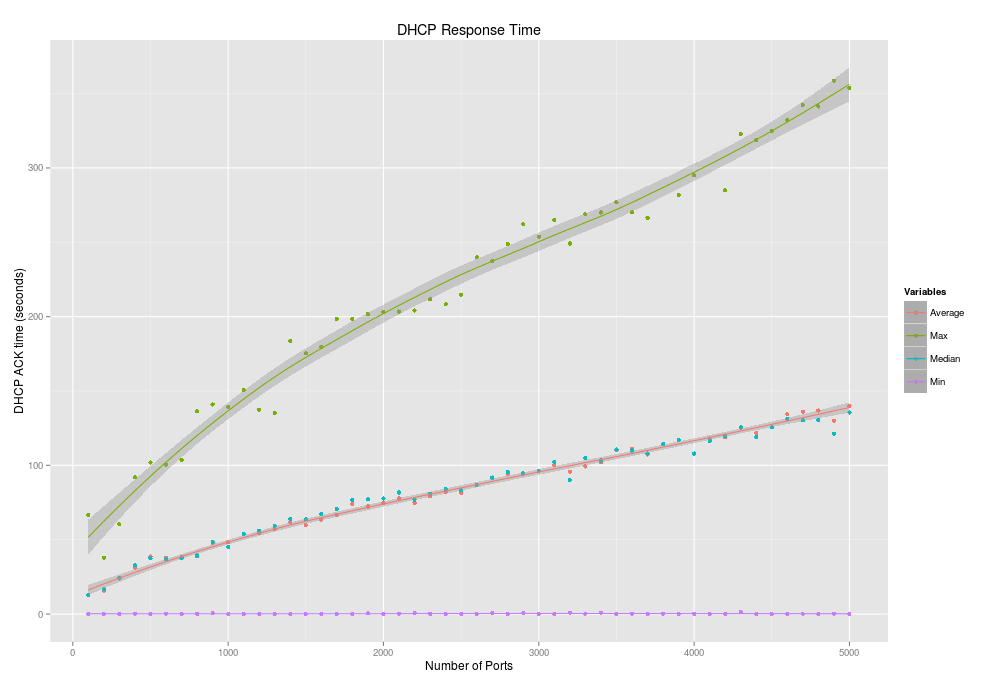 DHCP Response Time
DHCP ACK time (seconds)
300
200
100
0
0 1000 2000 3000 4000 5000
Number of Ports
Variables
Average
Max
Median
Min